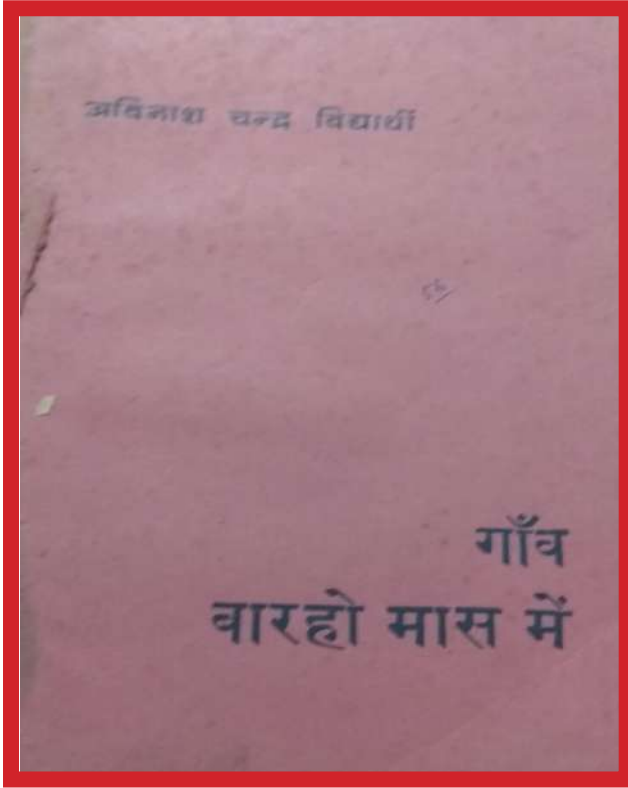 अविनाश चन्द्र विद्यार्थी
गाँव
वारहो मास में